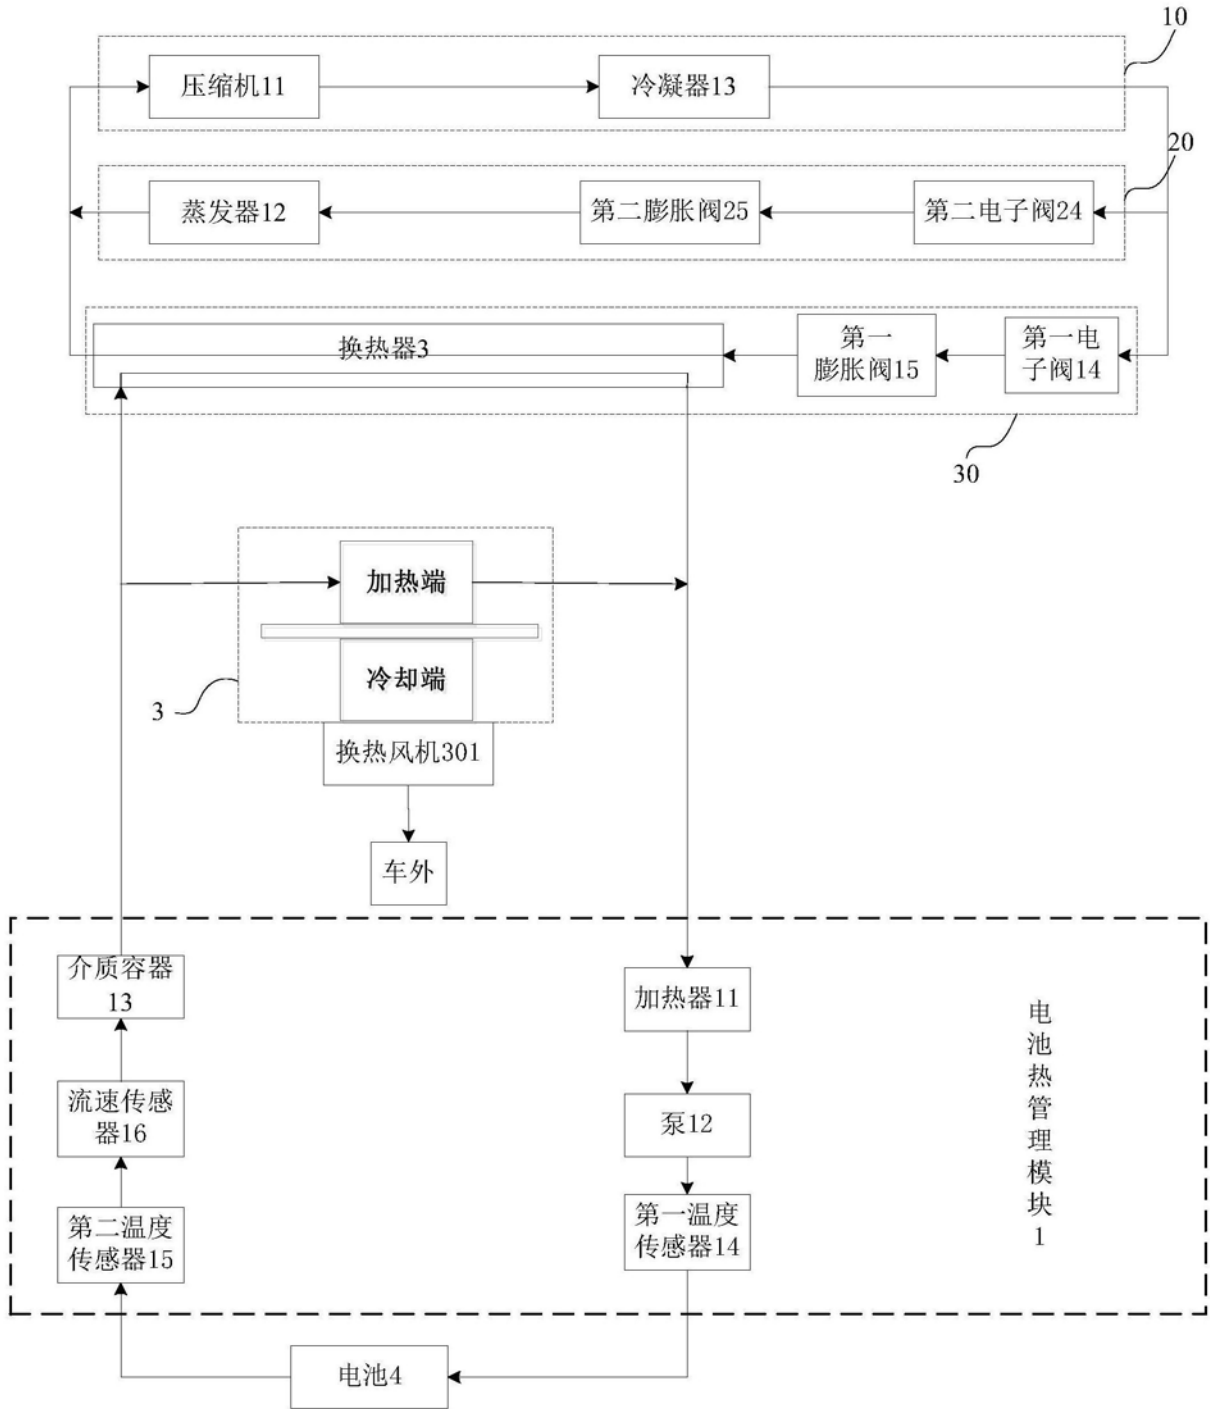 10
压缩机11
冷凝器13
20
蒸发器12
第二膨胀阀25
第二电子阀24
换热器3
第一
膨胀阀15
第一电
子阀14
30
加热端
冷却端
3
换热风机301
车外
介质容器
13
加热器11
流速传感
器16
泵12
第二温度
传感器15
第一温度
传感器14
电池热管理模块1
电池4